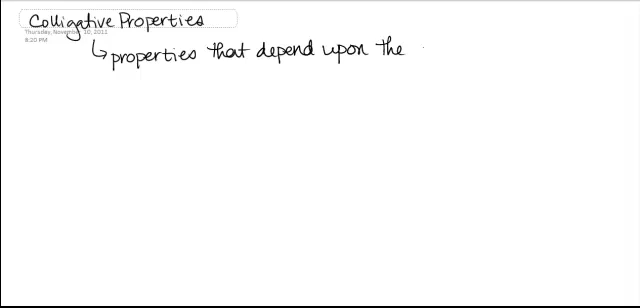 Colligative Properties
Thursday, November 10, 2011
8:20 PM
↳ properties that depend upon the